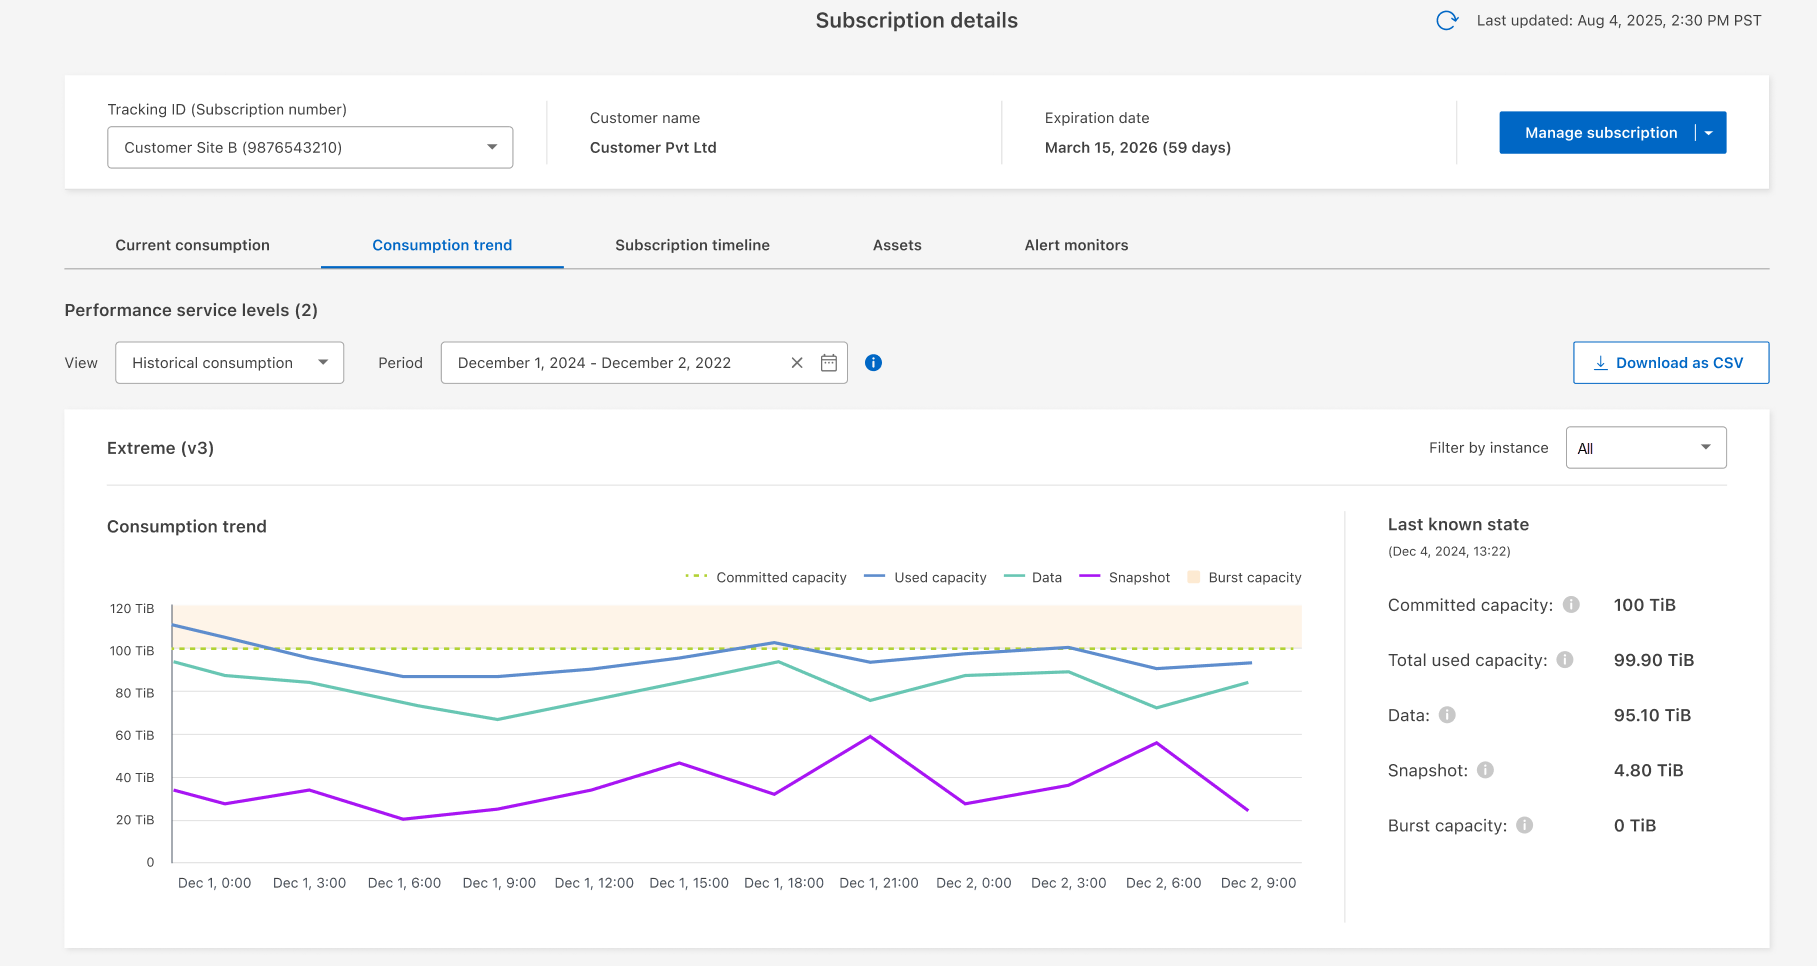 Subscription details
Last updated: Aug 4, 2025, 2:30 PM PST
Tracking ID (Subscription number)
Customer Site B (9876543210)
Customer name
Customer Pvt Ltd
Expiration date
March 15, 2026 (59 days)
Manage subscription
Current consumption
Consumption trend
Subscription timeline
Assets
Alert monitors
Performance service levels (2)
View
Historical consumption
Period
December 1, 2024 - December 2, 2022
Download as CSV
Extreme (v3)
Filter by instance
All
Consumption trend
Committed capacity
Used capacity
Data
Snapshot
Burst capacity
120 TiB
100 TiB
80 TiB
60 TiB
40 TiB
20 TiB
0
Dec 1, 0:00
Dec 1, 3:00
Dec 1, 6:00
Dec 1, 9:00
Dec 1, 12:00
Dec 1, 15:00
Dec 1, 18:00
Dec 1, 21:00
Dec 2, 0:00
Dec 2, 3:00
Dec 2, 6:00
Dec 2, 9:00
Last known state
(Dec 4, 2024, 13:22)
Committed capacity: 100 TiB
Total used capacity: 99.90 TiB
Data: 95.10 TiB
Snapshot: 4.80 TiB
Burst capacity: 0 TiB